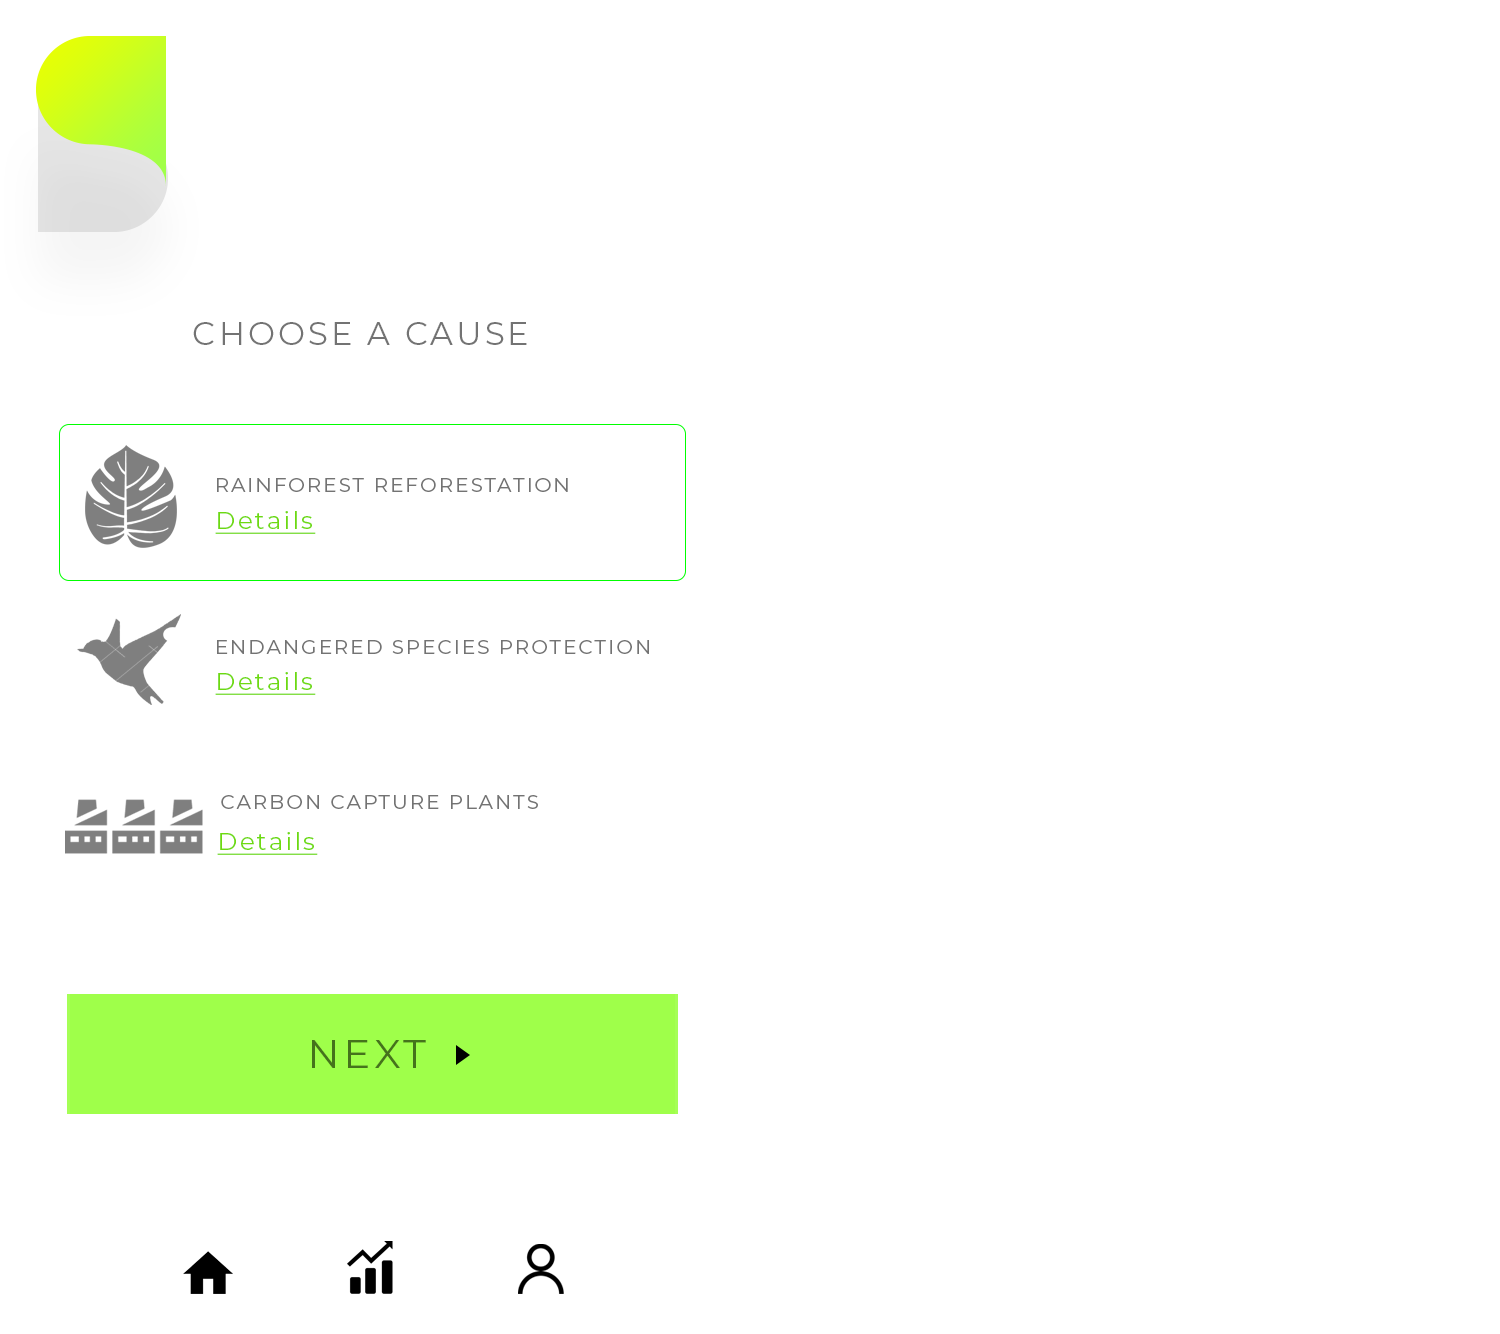 CHOOSE A CAUSE
RAINFOREST REFORESTATION
Details
ENDANGERED SPECIES PROTECTION
Details
CARBON CAPTURE PLANTS
Details
NEXT